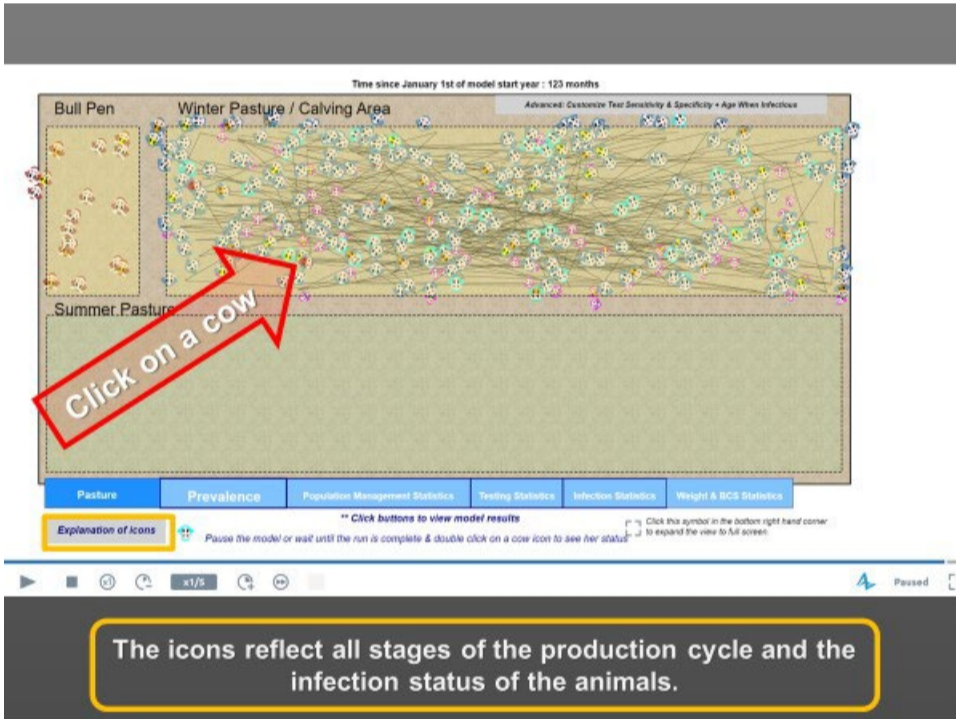 Time since January 1st of model start year : 123 months
Bull Pen
Winter Pasture / Calving Area
Advanced: Customize Test Sensitivity & Specificity + Age When Infectious
Summer Pasture
Click on a cow
Pasture
Prevalence
Population Management Statistics
Testing Statistics
Infection Statistics
Weight & BCS Statistics
** Click buttons to view model results
Explanation of icons
Pause the model or wait until the run is complete & double click on a cow icon to see her status
Click this symbol in the bottom right hand corner
to expand the view to full screen.
x1
x1/5
Paused
The icons reflect all stages of the production cycle and the
infection status of the animals.